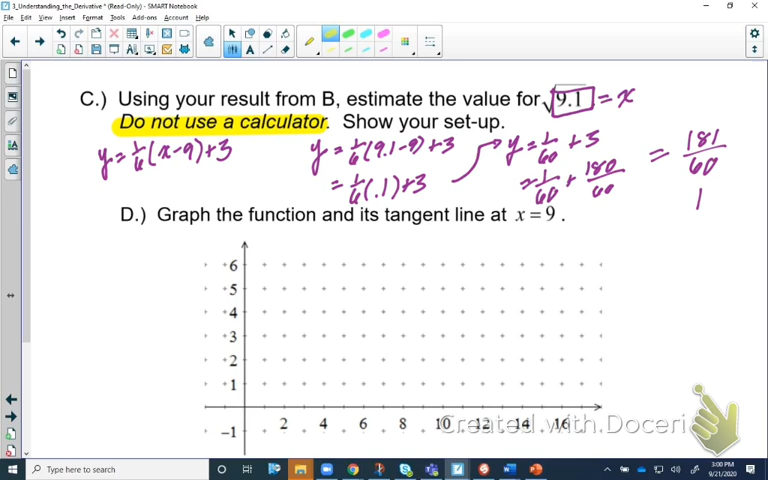 3_Understanding_the_Derivative * (Read-Only) - SMART Notebook
File Edit View Insert Format Tools Add-ons Account Help
C.) Using your result from B, estimate the value for √9.1 = x
Do not use a calculator. Show your set-up.
y = 1/6 (x - 9) + 3
y = 1/6 (9.1 - 9) + 3
= 1/6 (.1) + 3
y = 1/60 + 3
= 1/60 + 180/60
= 181/60
1
D.) Graph the function and its tangent line at x = 9 .
6
5
4
3
2
1
-1
2 4 6 8 10 12 14 16
Created with Doceri
Type here to search
3:00 PM
9/21/2020